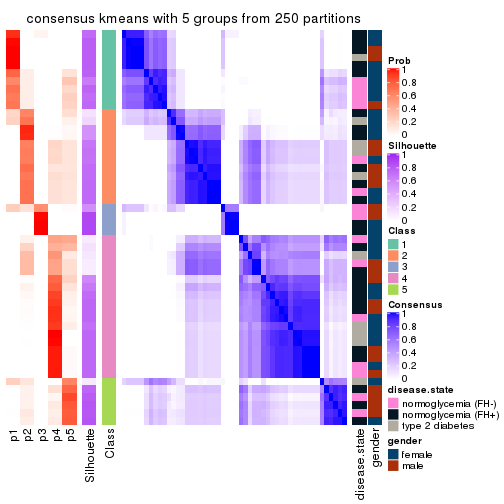 consensus kmeans with 5 groups from 250 partitions
Prob
1
0.8
0.6
0.4
0.2
0
Silhouette
1
0.8
0.6
0.4
0.2
0
Class
1
2
3
4
5
Consensus
1
0.8
0.6
0.4
0.2
0
disease.state
normoglycemia (FH-)
normoglycemia (FH+)
type 2 diabetes
gender
female
male
p1
p2
p3
p4
p5
Silhouette
Class
disease.state
gender